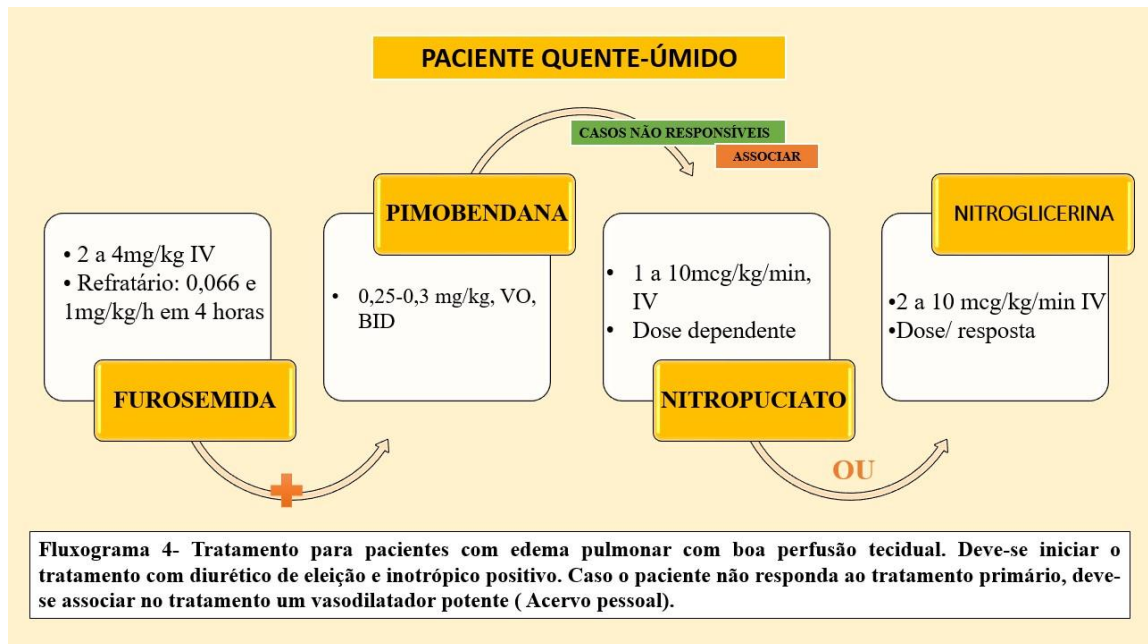 PACIENTE QUENTE-ÚMIDO
CASOS NÃO RESPONSÍVEIS
ASSOCIAR
• 2 a 4mg/kg IV
• Refratário: 0,066 e
1mg/kg/h em 4 horas
FUROSEMIDA
PIMOBENDANA
• 0,25-0,3 mg/kg, VO,
BID
• 1 a 10mcg/kg/min,
IV
• Dose dependente
NITROPUCIATO
NITROGLICERINA
•2 a 10 mcg/kg/min IV
•Dose/ resposta
OU
Fluxograma 4- Tratamento para pacientes com edema pulmonar com boa perfusão tecidual. Deve-se iniciar o
tratamento com diurético de eleição e inotrópico positivo. Caso o paciente não responda ao tratamento primário, deve-
se associar no tratamento um vasodilatador potente ( Acervo pessoal).